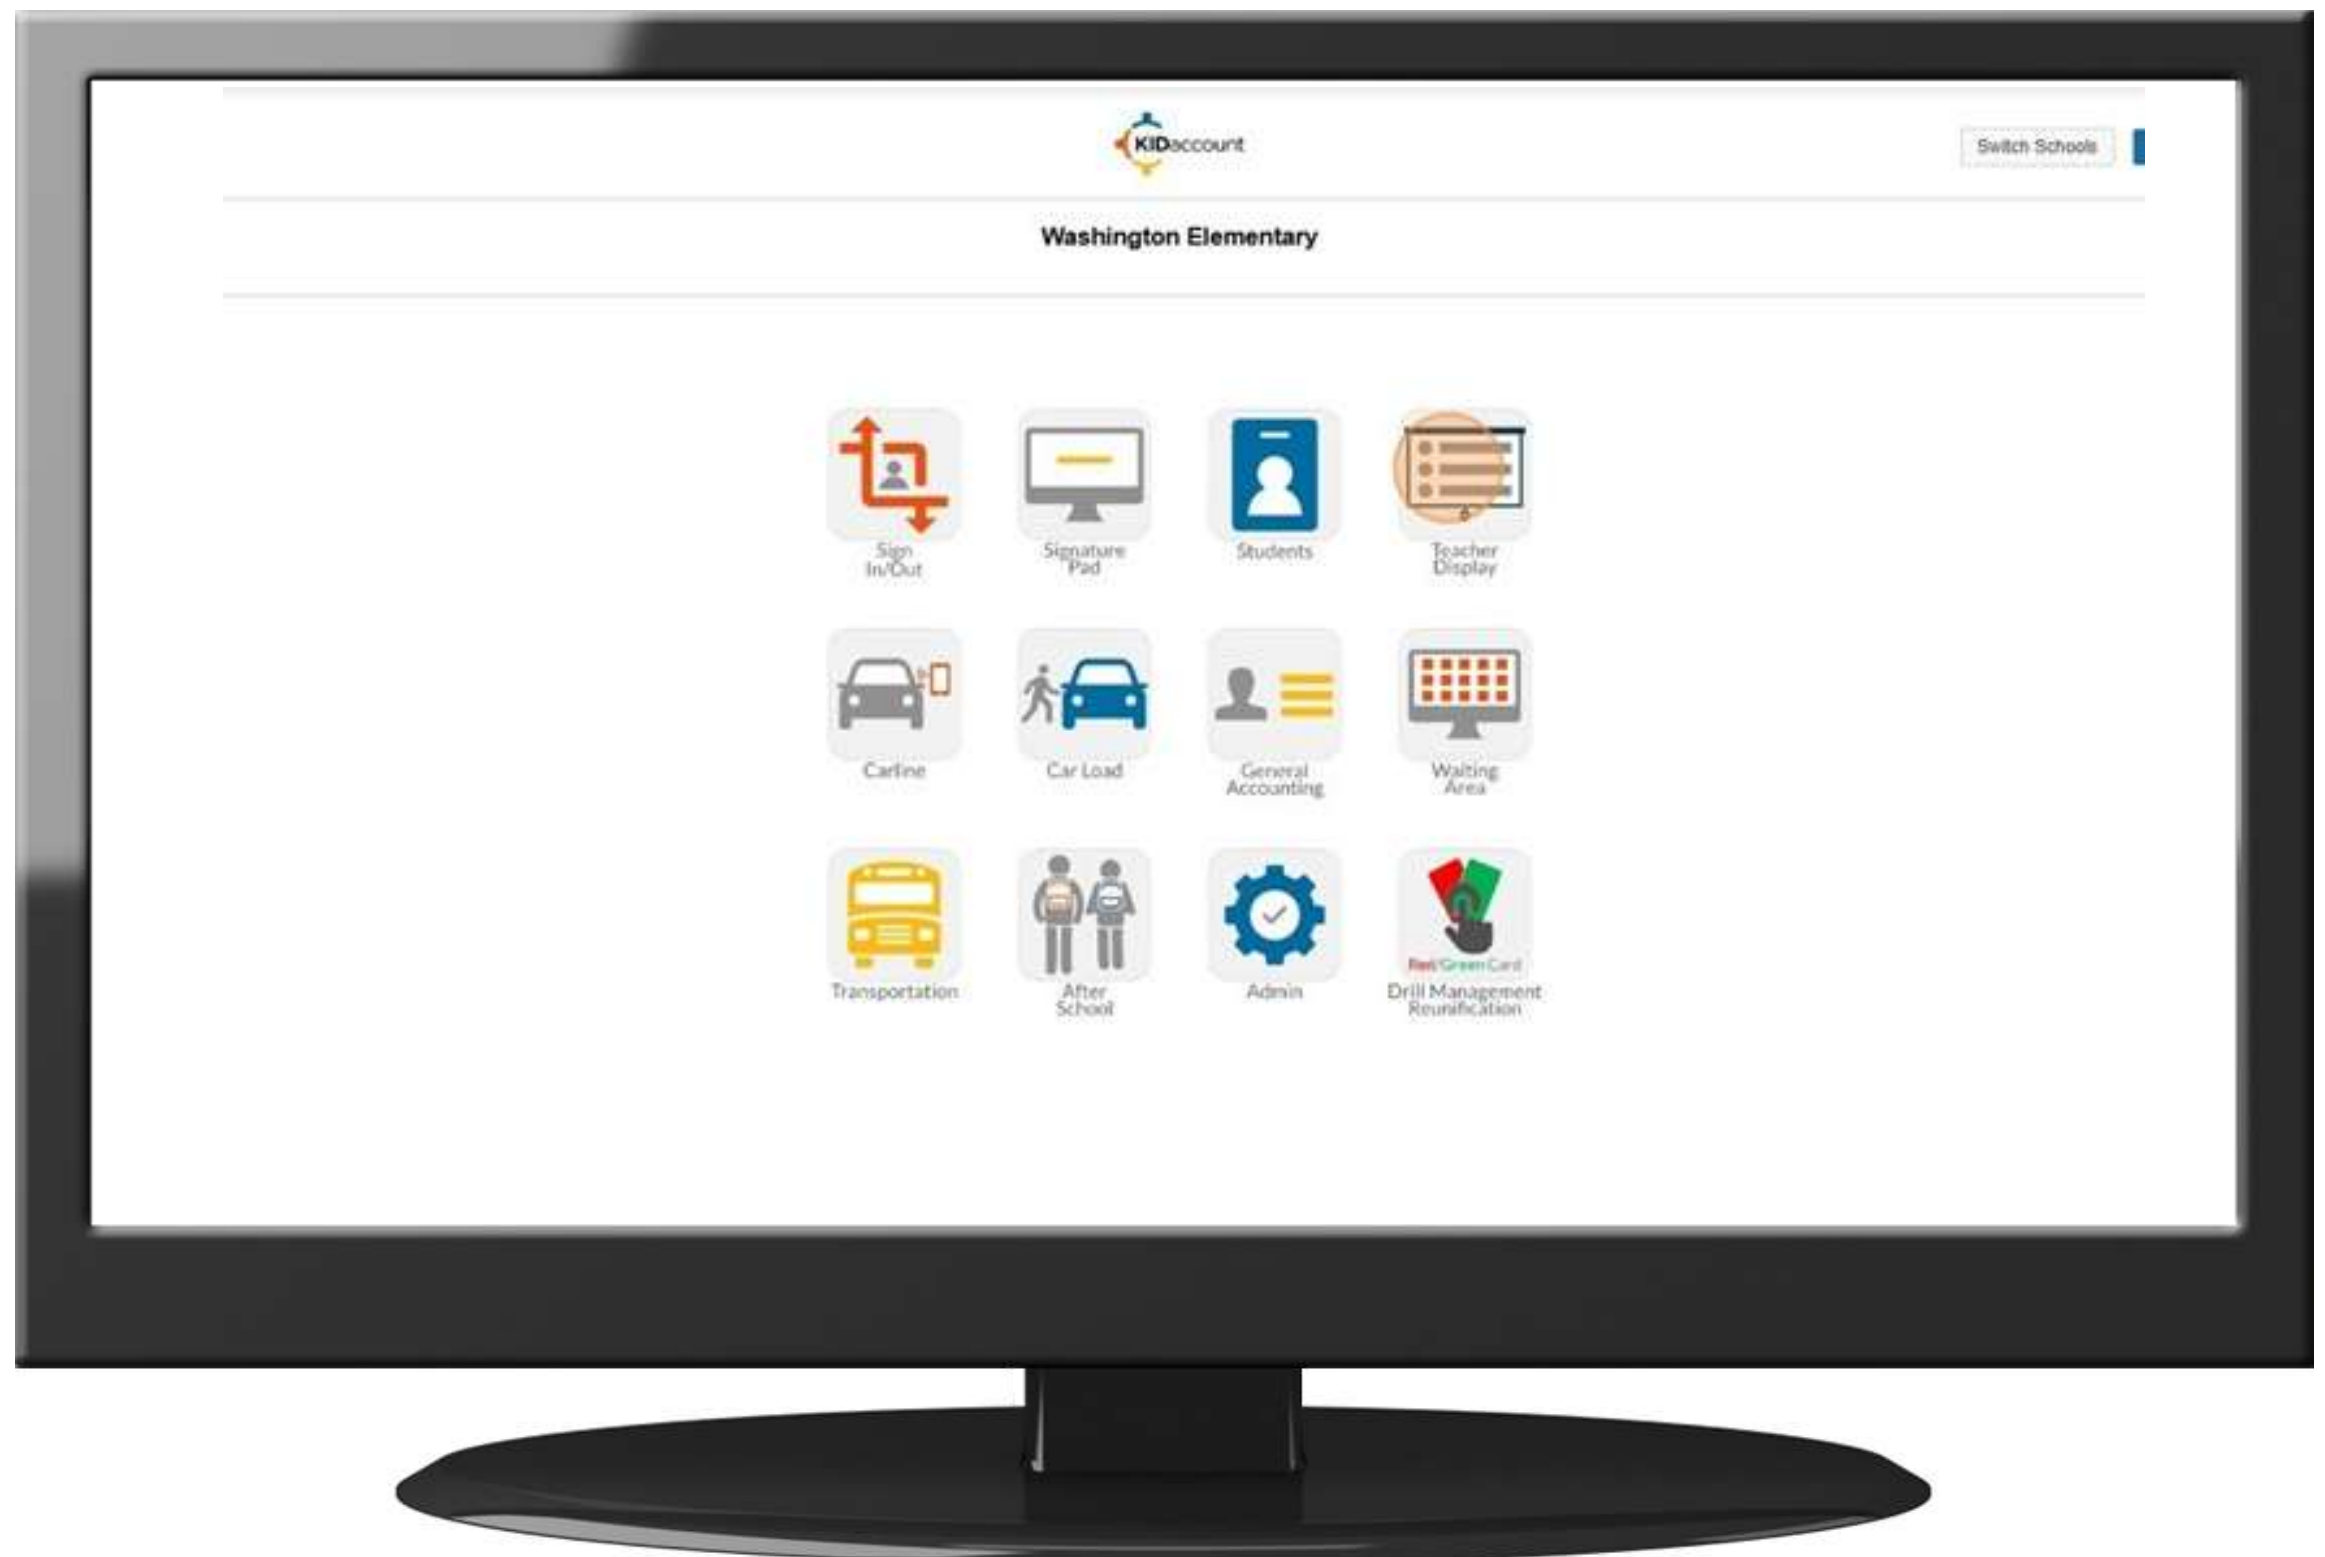 KIDaccount
Switch Schools
Washington Elementary
Sign
In/Out
Signature
Pad
Students
Teacher
Display
Carline
Car Load
General
Accounting
Waiting
Area
Red/Green Card
Transportation
After
School
Admin
Drill Management
Reunification